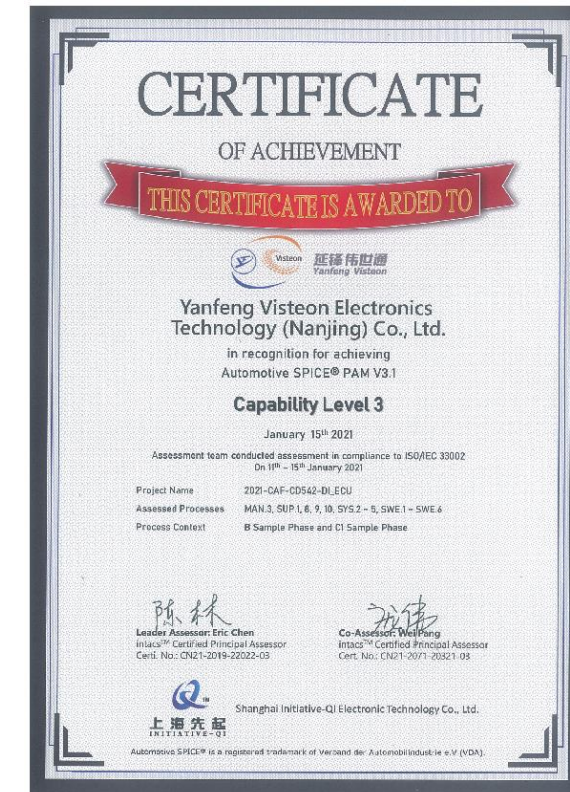 CERTIFICATE
OF ACHIEVEMENT
THIS CERTIFICATE IS AWARDED TO
Visteon
延锋伟世通
Yanfeng Visteon
Yanfeng Visteon Electronics
Technology (Nanjing) Co., Ltd.
in recognition for achieving
Automotive SPICE® PAM V3.1
Capability Level 3
January 15th 2021
Assessment team conducted assessment in compliance to ISO/IEC 33002
On 11th – 15th January 2021
Project Name 2021-CAF-CD542-DI_ECU
Assessed Processes MAN.3, SUP.1, 8, 9, 10, SYS.2 – 5, SWE.1 – SWE.6
Process Context B Sample Phase and C1 Sample Phase
陈林
Leader Assessor: Eric Chen
Co-Assessor: Wei Pang
intacs™ Certified Principal Assessor
intacs™ Certified Principal Assessor
Certi. No.: CN21-2019-22022-03
Cert. No.: CN21-2071-20321-03
上海先起
INITIATIVE-QI
Shanghai Initiative-QI Electronic Technology Co., Ltd.
Automotive SPICE® is a registered trademark of Verband der Automobilindustrie e.V (VDA).